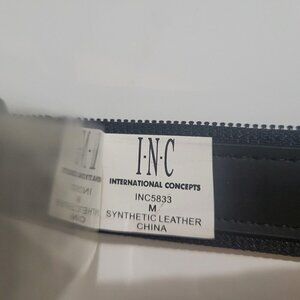 I·N·C
INTERNATIONAL CONCEPTS
INC5833
M
SYNTHETIC LEATHER
CHINA